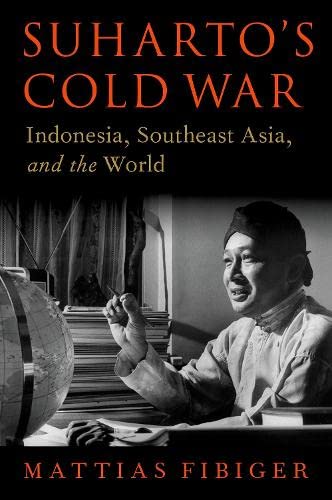 SUHARTO'S
COLD WAR
Indonesia, Southeast Asia,
and the World
MATTIAS FIBIGER